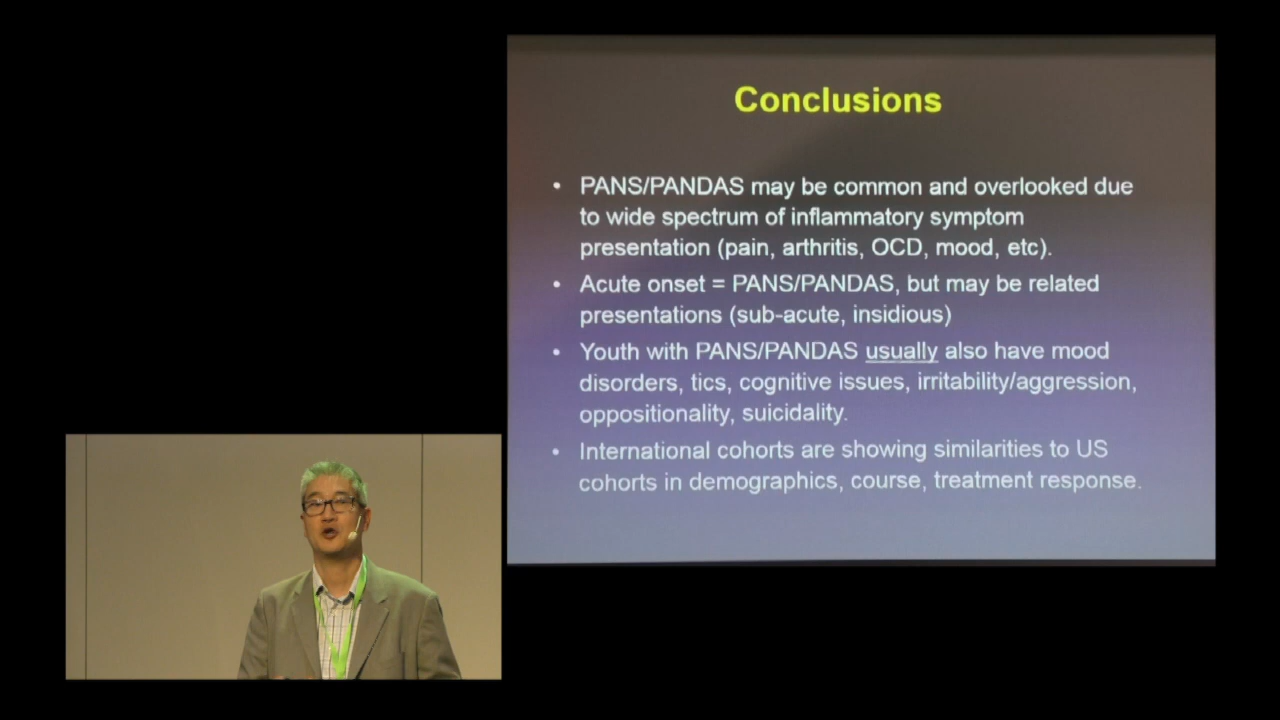 Conclusions
• PANS/PANDAS may be common and overlooked due
to wide spectrum of inflammatory symptom
presentation (pain, arthritis, OCD, mood, etc).
• Acute onset = PANS/PANDAS, but may be related
presentations (sub-acute, insidious)
• Youth with PANS/PANDAS usually also have mood
disorders, tics, cognitive issues, irritability/aggression,
oppositionality, suicidality.
• International cohorts are showing similarities to US
cohorts in demographics, course, treatment response.